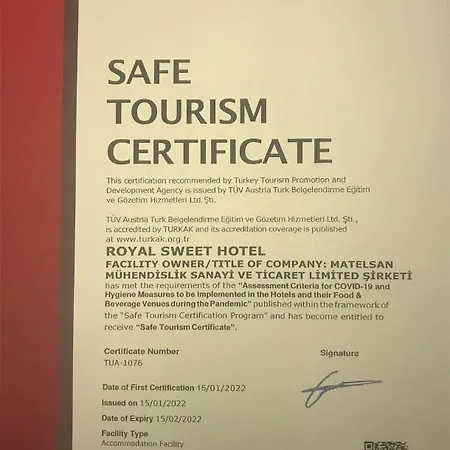 SAFE
TOURISM
CERTIFICATE
This certification recommended by Turkey Tourism Promotion and
Development Agency is issued by TÜV Austria Turk Belgelendirme Eğitim
ve Gözetim Hizmetleri Ltd. Şti.
TÜV Austria Turk Belgelendirme Eğitim ve Gözetim Hizmetleri Ltd. Şti.,
is accredited by TURKAK and its accreditation coverage is published
at www.turkak.org.tr
ROYAL SWEET HOTEL
FACILITY OWNER/TITLE OF COMPANY: MATELSAN
MÜHENDİSLİK SANAYİ VE TİCARET LİMİTED ŞİRKETİ
has met the requirements of the "Assessment Criteria for COVID-19 and
Hygiene Measures to be Implemented in the Hotels and their Food &
Beverage Venues during the Pandemic" published within the framework of
the "Safe Tourism Certification Program" and has become entitled to
receive "Safe Tourism Certificate".
Certificate Number
TUA-1076
Signature
Date of First Certification 15/01/2022
Issued on 15/01/2022
Date of Expiry 15/02/2022
Facility Type
Accommodation Facility